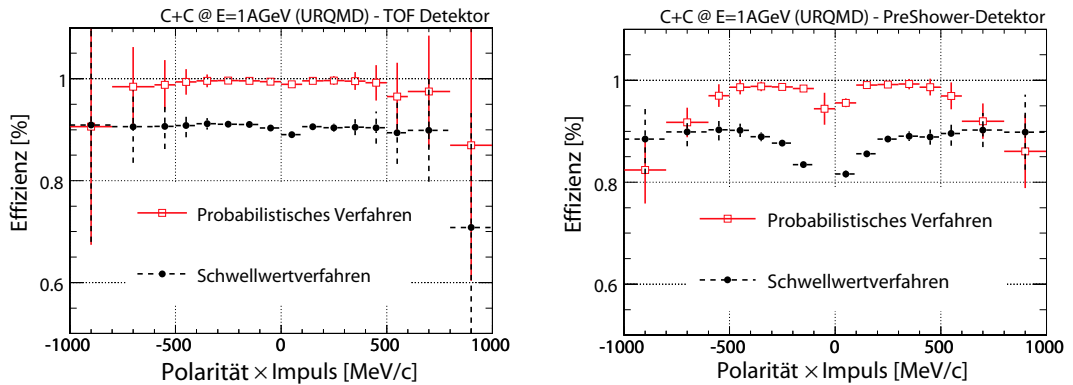 C+C @ E=1AGeV (URQMD) - TOF Detektor
Effizienz [%]
1
0.8
0.6
Probabilistisches Verfahren
Schwellwertverfahren
-1000 -500 0 500 1000
Polarität × Impuls [MeV/c]
C+C @ E=1AGeV (URQMD) - PreShower-Detektor
Effizienz [%]
1
0.8
0.6
Probabilistisches Verfahren
Schwellwertverfahren
-1000 -500 0 500 1000
Polarität × Impuls [MeV/c]